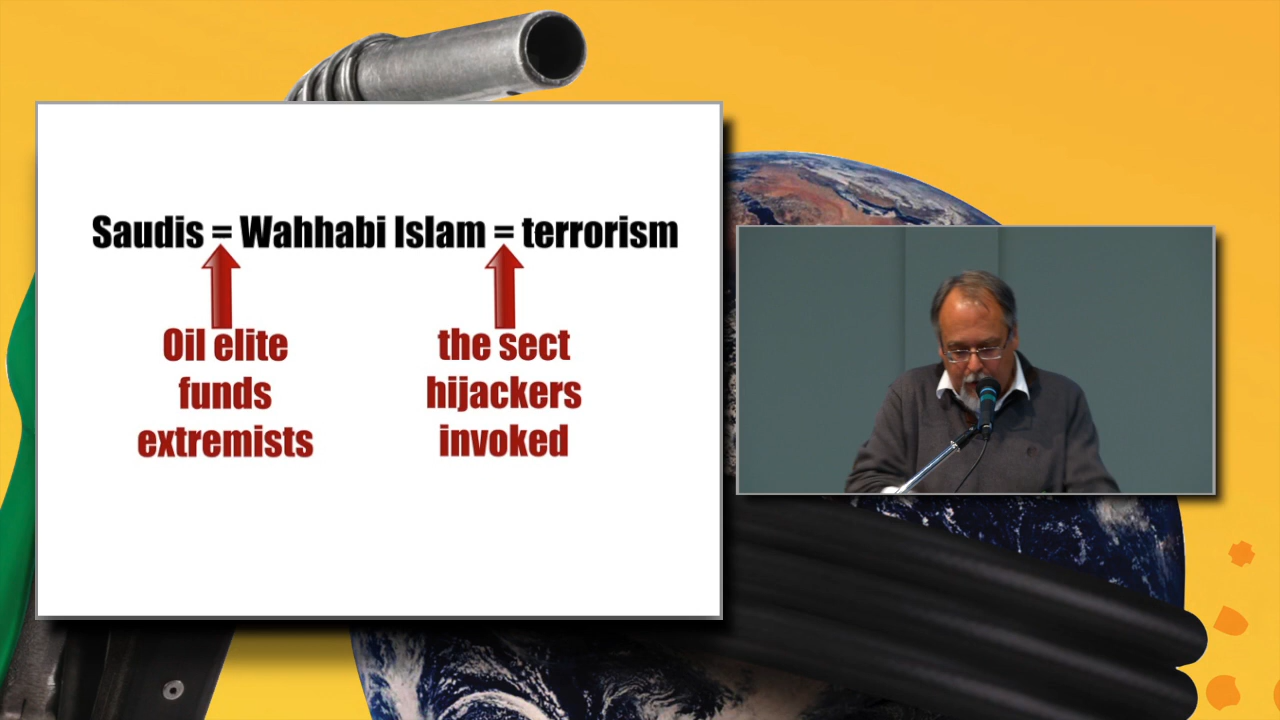 Saudis = Wahhabi Islam = terrorism
Oil elite
funds
extremists
the sect
hijackers
invoked